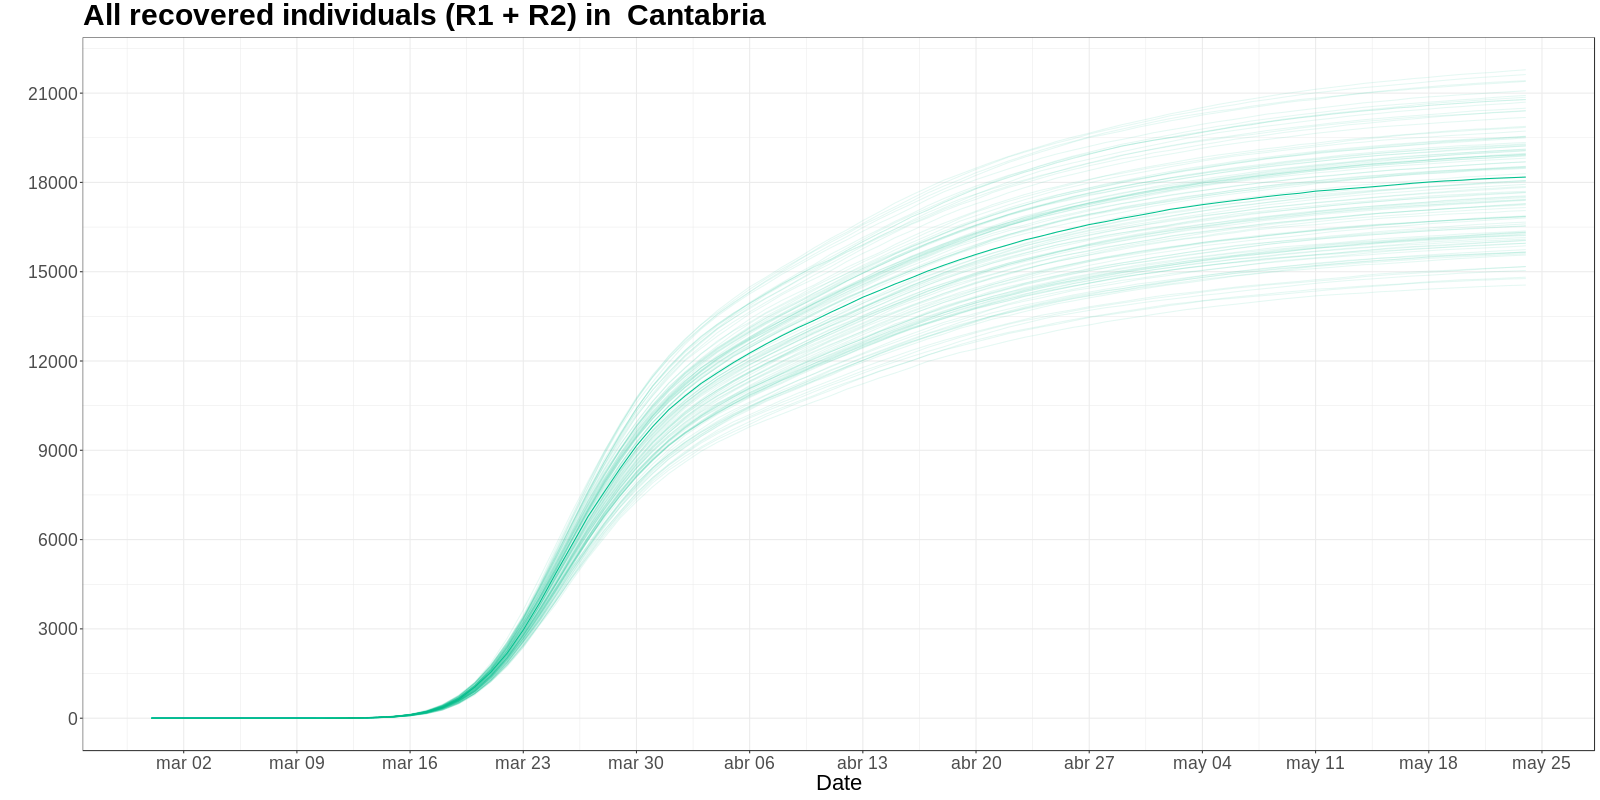 All recovered individuals (R1 + R2) in  Cantabria
21000
18000
15000
12000
9000
6000
3000
0
mar 02 mar 09 mar 16 mar 23 mar 30 abr 06 abr 13 abr 20 abr 27 may 04 may 11 may 18 may 25
Date